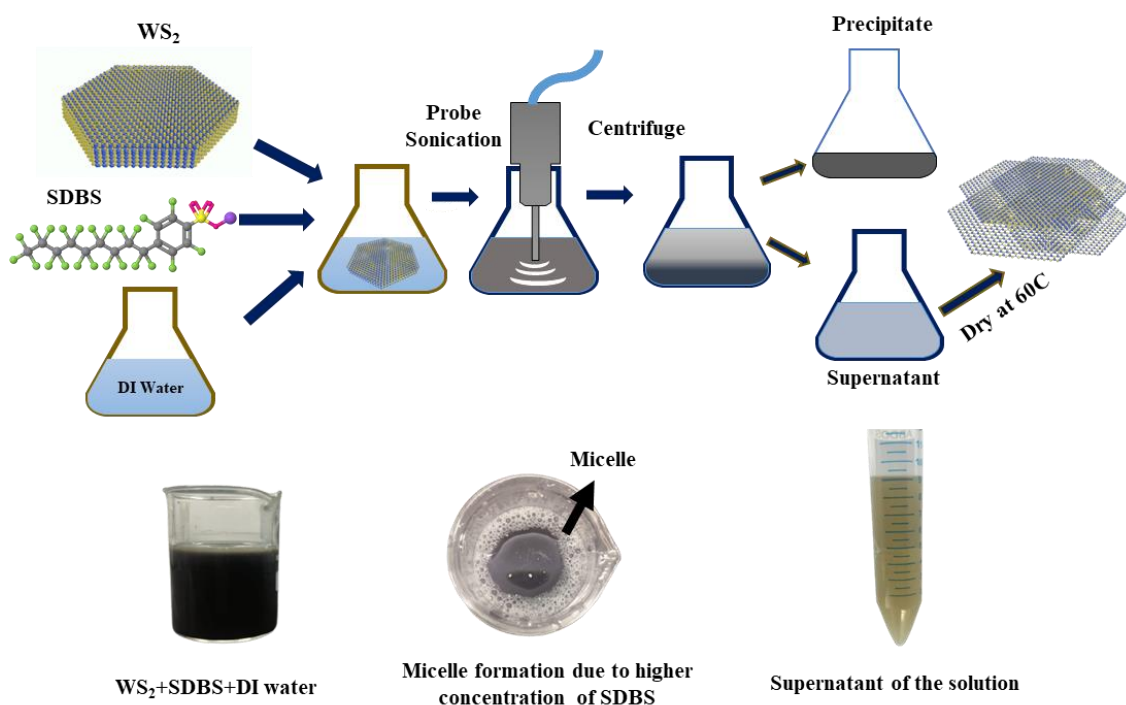 WS₂
SDBS
DI Water
Probe
Sonication
Centrifuge
Precipitate
Supernatant
Dry at 60C
Micelle
WS₂+SDBS+DI water
Micelle formation due to higher
concentration of SDBS
Supernatant of the solution